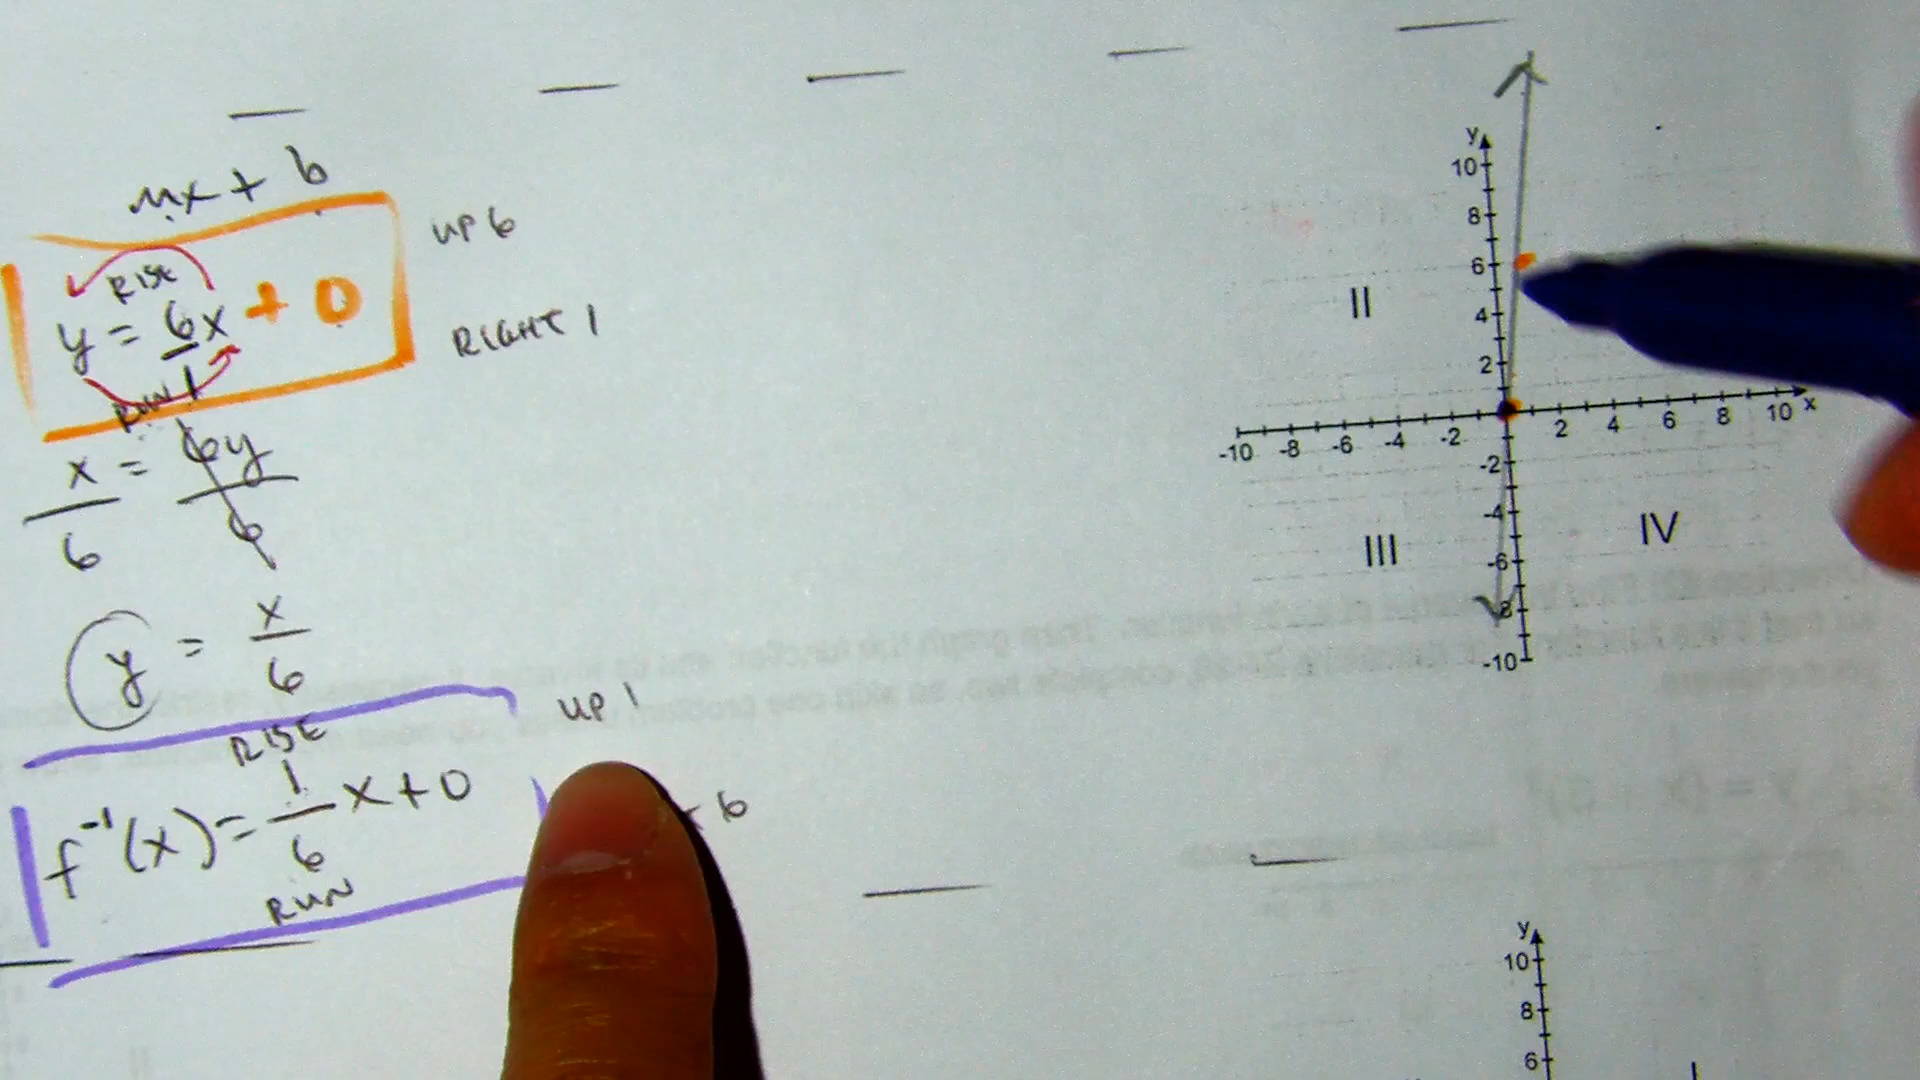 mx + b
UP 6
RISE
y = 6x + 0
RIGHT 1
RUN 1
x = 6y
6 6
y = x
6
UP 1
RISE
f⁻¹(x) = 1 x + 0
6
6
RUN
y
10
8
6
4
2
-10 -8 -6 -4 -2 2 4 6 8 10 x
-2
-4
-6
-8
-10
II
III IV
y
10
8
6